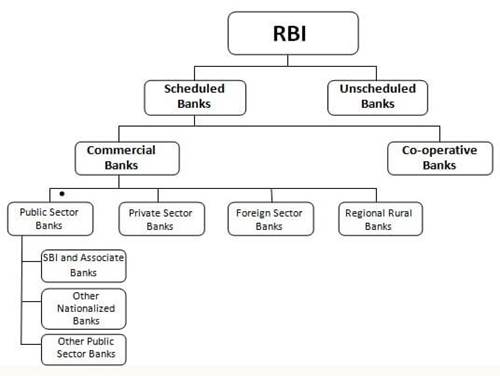 RBI
Scheduled
Banks
Unscheduled
Banks
Commercial
Banks
Co-operative
Banks
Public Sector
Banks
Private Sector
Banks
Foreign Sector
Banks
Regional Rural
Banks
SBI and Associate
Banks
Other
Nationalized
Banks
Other Public
Sector Banks